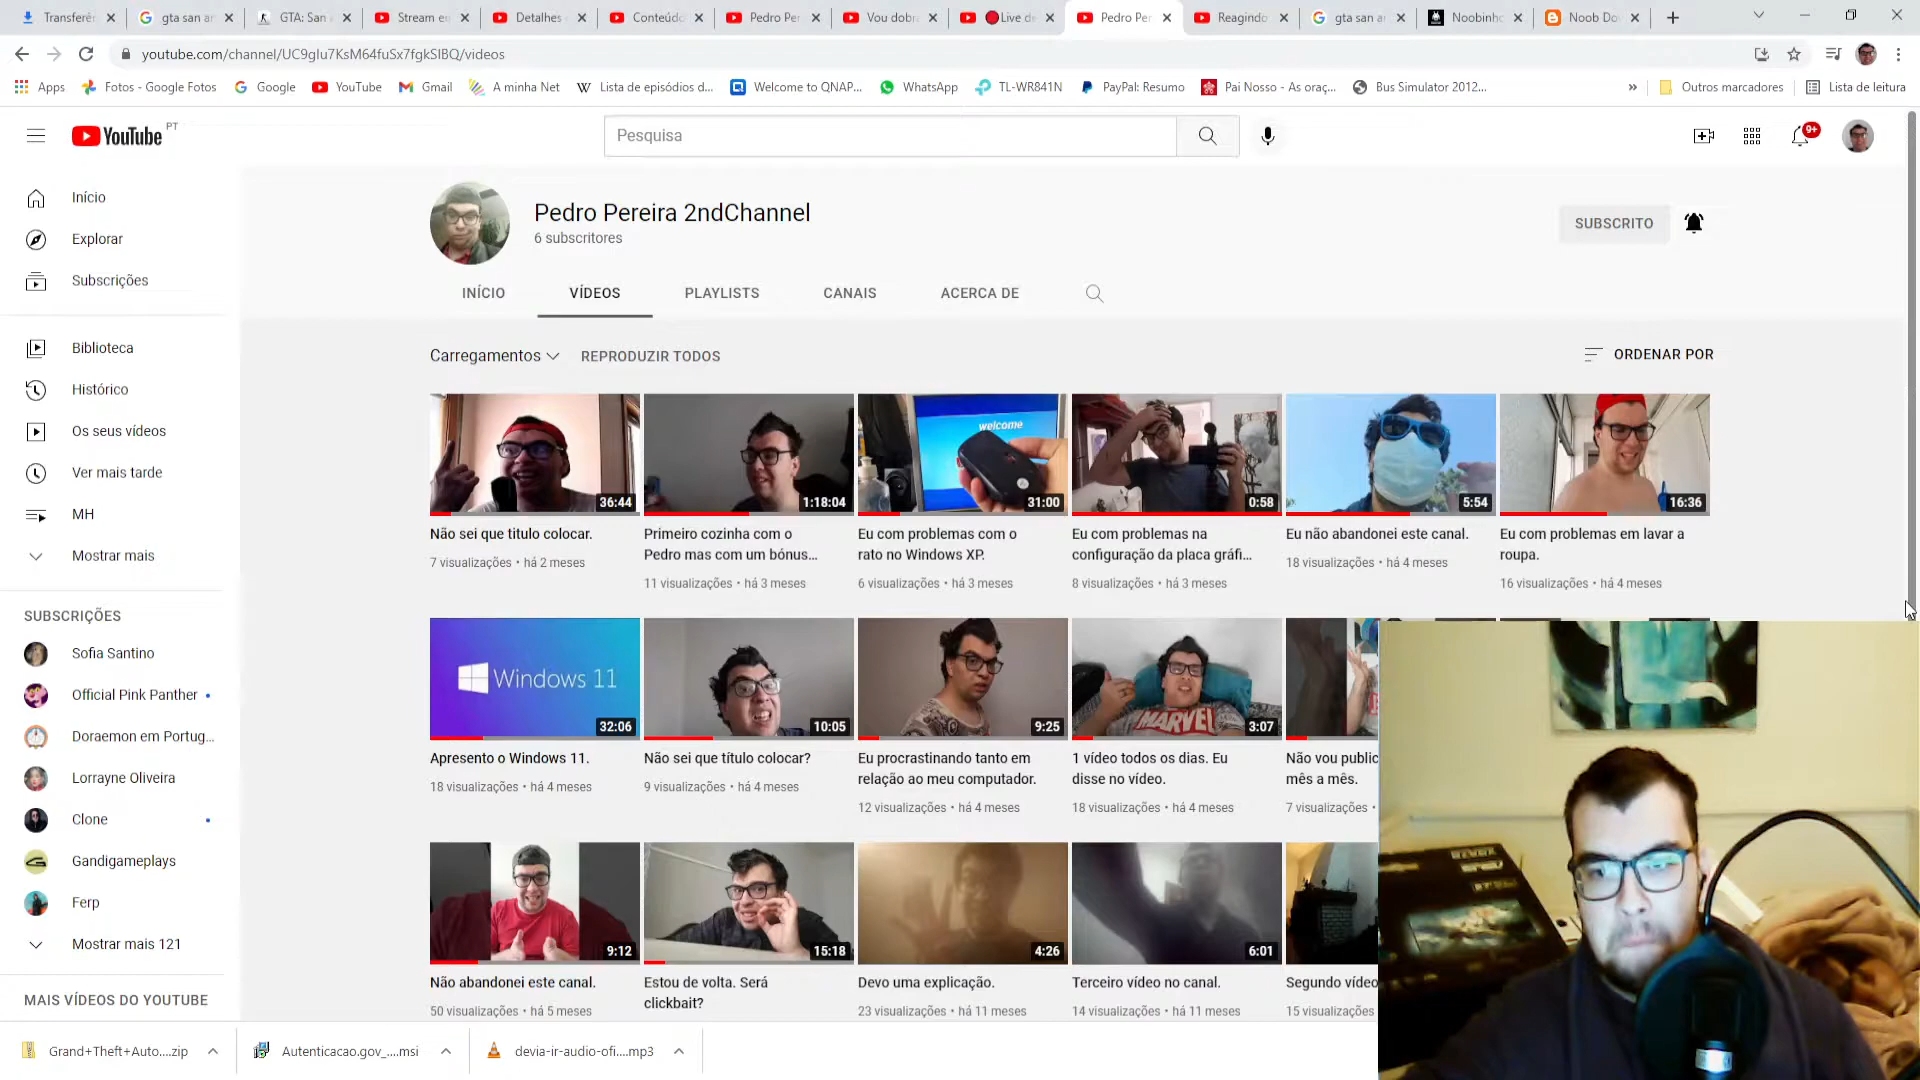 Transferên
gta san an
GTA: San A
Stream em
Detalhes d
Conteúdo
Pedro Per
Vou dobra
Live de
Pedro Per
Reagindo
gta san an
Noobinho
Noob Dow
youtube.com/channel/UC9glu7KsM64fuSx7fgkSIBQ/videos
Apps
Fotos - Google Fotos
Google
YouTube
Gmail
A minha Net
Lista de episódios d...
Welcome to QNAP...
WhatsApp
TL-WR841N
PayPal: Resumo
Pai Nosso - As oraç...
Bus Simulator 2012...
»
Outros marcadores
Lista de leitura
YouTube PT
Pesquisa
9+
Início
Explorar
Subscrições
Biblioteca
Histórico
Os seus vídeos
Ver mais tarde
MH
Mostrar mais
SUBSCRIÇÕES
Sofia Santino
Official Pink Panther
Doraemon em Portug...
Lorrayne Oliveira
Clone
Gandigameplays
Ferp
Mostrar mais 121
MAIS VÍDEOS DO YOUTUBE
Pedro Pereira 2ndChannel
6 subscritores
SUBSCRITO
INÍCIO
VÍDEOS
PLAYLISTS
CANAIS
ACERCA DE
Carregamentos
REPRODUZIR TODOS
ORDENAR POR
36:44
Não sei que titulo colocar.
7 visualizações • há 2 meses
1:18:04
Primeiro cozinha com o
Pedro mas com um bónus...
11 visualizações • há 3 meses
welcome
31:00
Eu com problemas com o
rato no Windows XP.
6 visualizações • há 3 meses
0:58
Eu com problemas na
configuração da placa gráfi...
8 visualizações • há 3 meses
5:54
Eu não abandonei este canal.
18 visualizações • há 4 meses
16:36
Eu com problemas em lavar a
roupa.
16 visualizações • há 4 meses
Windows 11
32:06
Apresento o Windows 11.
18 visualizações • há 4 meses
10:05
Não sei que título colocar?
9 visualizações • há 4 meses
9:25
Eu procrastinando tanto em
relação ao meu computador.
12 visualizações • há 4 meses
MARVEL
3:07
1 vídeo todos os dias. Eu
disse no vídeo.
18 visualizações • há 4 meses
Não vou public
mês a mês.
7 visualizações •
9:12
Não abandonei este canal.
50 visualizações • há 5 meses
15:18
Estou de volta. Será
clickbait?
4:26
Devo uma explicação.
23 visualizações • há 11 meses
6:01
Terceiro vídeo no canal.
14 visualizações • há 11 meses
Segundo vídeo
15 visualizações
Grand+Theft+Auto....zip
Autenticacao.gov_....msi
devia-ir-audio-ofi....mp3